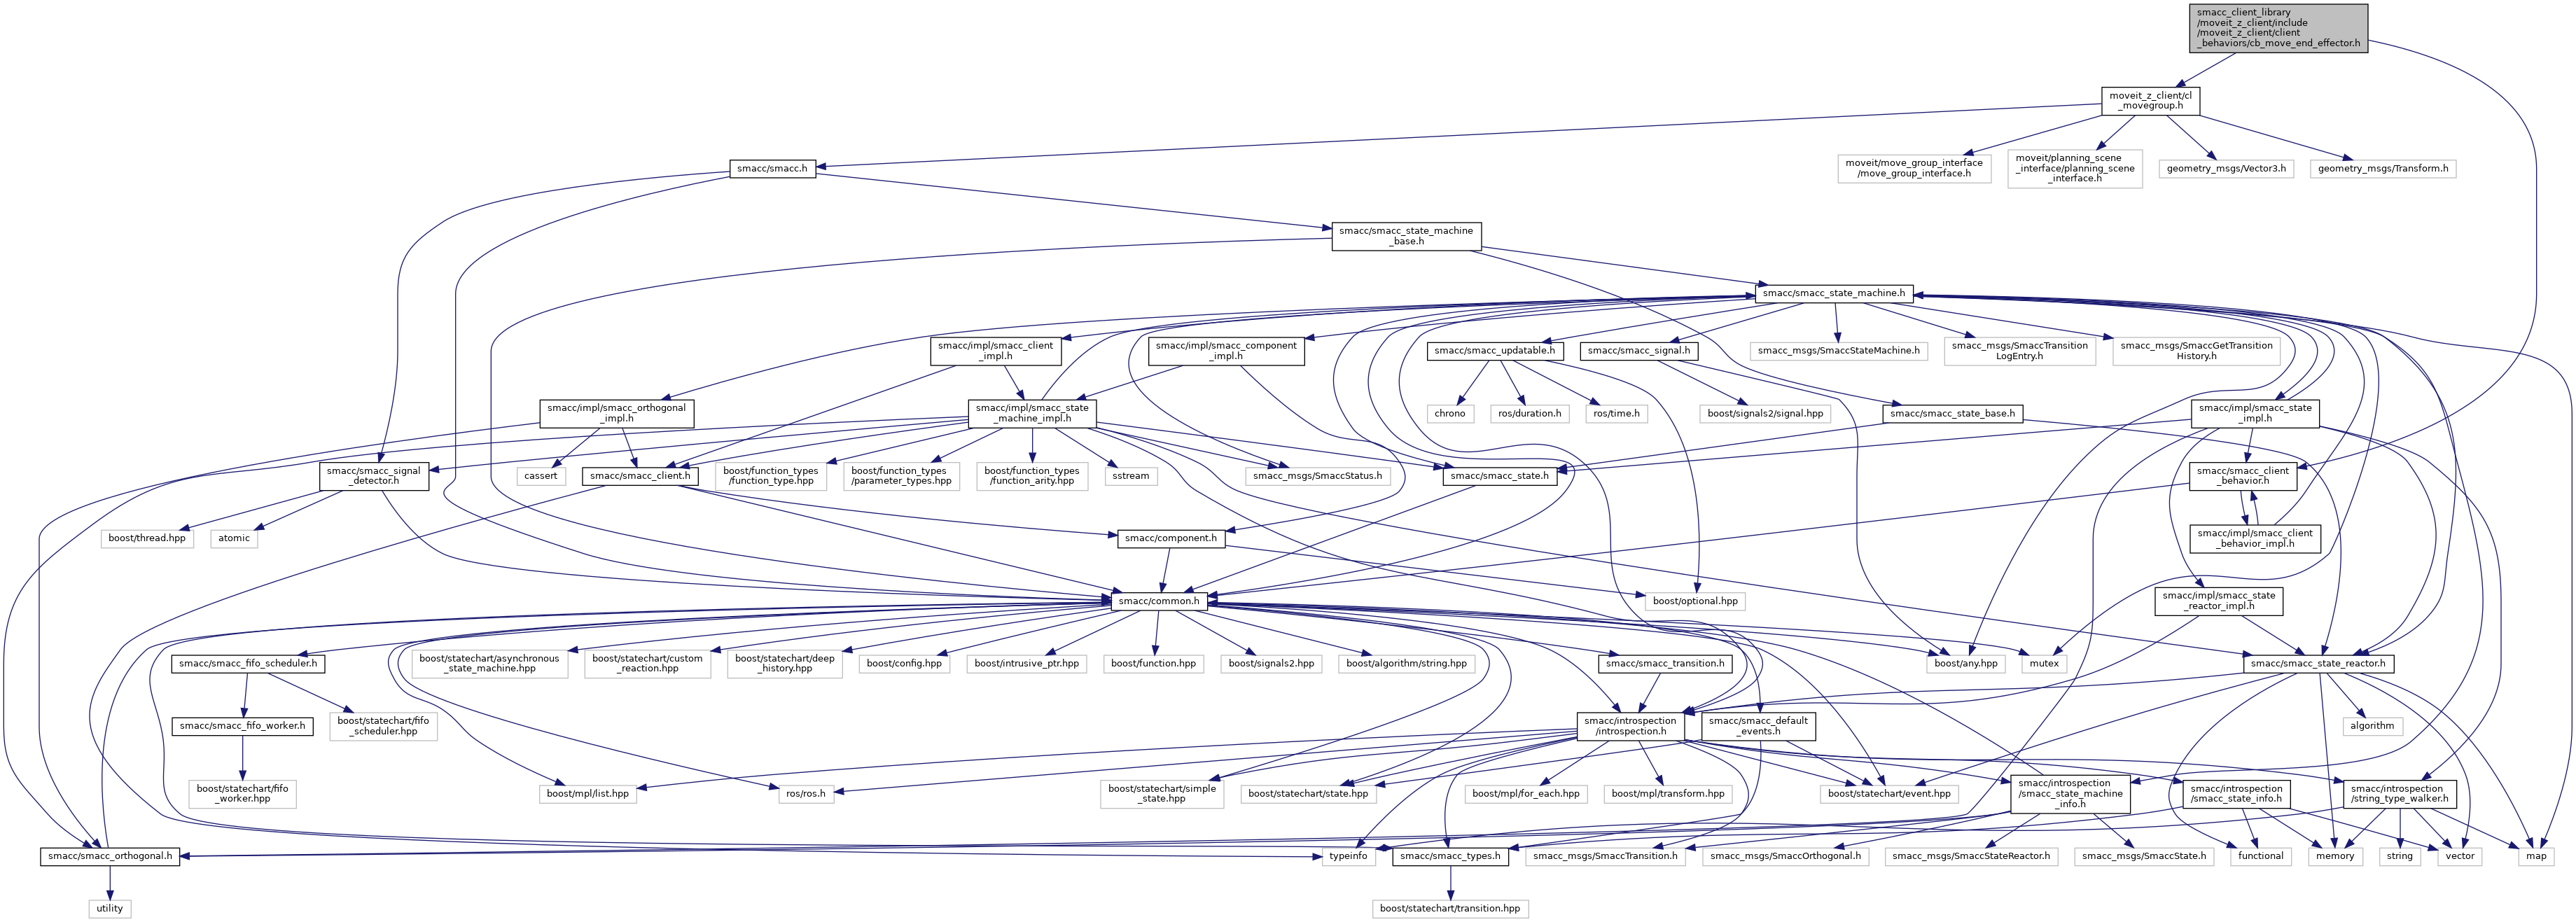 smacc_client_library
/moveit_z_client/include
/moveit_z_client/client
_behaviors/cb_move_end_effector.h
moveit_z_client/cl
_movegroup.h
smacc/smacc.h
moveit/move_group_interface
/move_group_interface.h
moveit/planning_scene
_interface/planning_scene
_interface.h
geometry_msgs/Vector3.h
geometry_msgs/Transform.h
smacc/smacc_state_machine
_base.h
smacc/smacc_state_machine.h
smacc/impl/smacc_client
_impl.h
smacc/impl/smacc_component
_impl.h
smacc/smacc_updatable.h
smacc/smacc_signal.h
smacc_msgs/SmaccStateMachine.h
smacc_msgs/SmaccTransition
LogEntry.h
smacc_msgs/SmaccGetTransition
History.h
smacc/impl/smacc_orthogonal
_impl.h
smacc/impl/smacc_state
_machine_impl.h
chrono
ros/duration.h
ros/time.h
boost/signals2/signal.hpp
smacc/smacc_state_base.h
smacc/impl/smacc_state
_impl.h
smacc/smacc_signal
_detector.h
cassert
smacc/smacc_client.h
boost/function_types
/function_type.hpp
boost/function_types
/parameter_types.hpp
boost/function_types
/function_arity.hpp
sstream
smacc_msgs/SmaccStatus.h
smacc/smacc_state.h
smacc/smacc_client
_behavior.h
boost/thread.hpp
atomic
smacc/component.h
smacc/impl/smacc_client
_behavior_impl.h
smacc/common.h
boost/optional.hpp
smacc/impl/smacc_state
_reactor_impl.h
smacc/smacc_fifo_scheduler.h
boost/statechart/asynchronous
_state_machine.hpp
boost/statechart/custom
_reaction.hpp
boost/statechart/deep
_history.hpp
boost/config.hpp
boost/intrusive_ptr.hpp
boost/function.hpp
boost/signals2.hpp
boost/algorithm/string.hpp
smacc/smacc_transition.h
boost/any.hpp
mutex
smacc/smacc_state_reactor.h
smacc/smacc_fifo_worker.h
boost/statechart/fifo
_scheduler.hpp
smacc/introspection
/introspection.h
smacc/smacc_default
_events.h
algorithm
boost/statechart/fifo
_worker.hpp
boost/mpl/list.hpp
ros/ros.h
boost/statechart/simple
_state.hpp
boost/statechart/state.hpp
boost/mpl/for_each.hpp
boost/mpl/transform.hpp
boost/statechart/event.hpp
smacc/introspection
/smacc_state_machine
_info.h
smacc/introspection
/smacc_state_info.h
smacc/introspection
/string_type_walker.h
smacc/smacc_orthogonal.h
typeinfo
smacc/smacc_types.h
smacc_msgs/SmaccTransition.h
smacc_msgs/SmaccOrthogonal.h
smacc_msgs/SmaccStateReactor.h
smacc_msgs/SmaccState.h
functional
memory
string
vector
map
utility
boost/statechart/transition.hpp